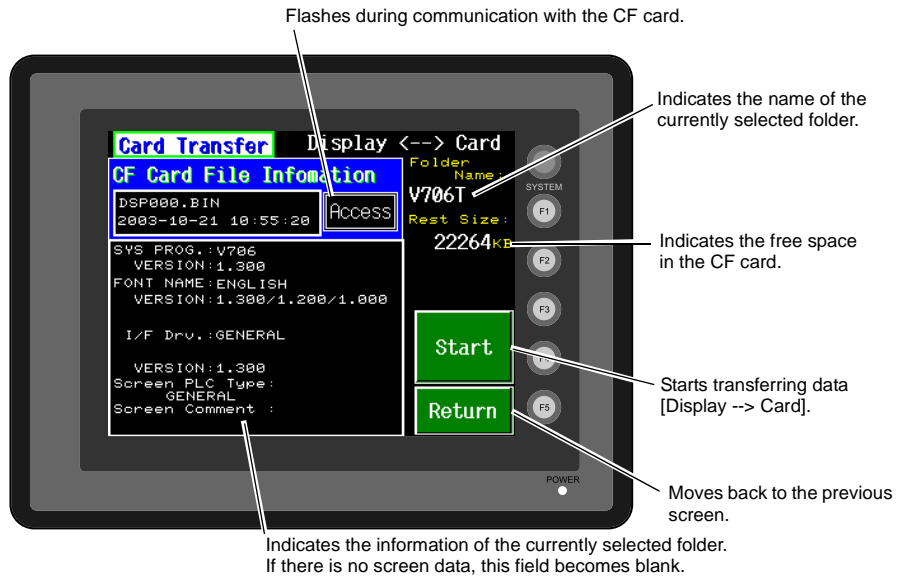 Flashes during communication with the CF card.
Indicates the name of the
currently selected folder.
Card Transfer
Display <--> Card
CF Card File Infomation
Folder
Name:
V706T
DSP000.BIN
2003-10-21 10:55:20
Access
Rest Size:
22264KB
SYSTEM
F1
Indicates the free space
in the CF card.
SYS PROG.:V706
VERSION:1.300
FONT NAME:ENGLISH
VERSION:1.300/1.200/1.000
I/F Drv.:GENERAL
VERSION:1.300
Screen PLC Type:
GENERAL
Screen Comment :
F2
F3
Start
Starts transferring data
[Display --> Card].
Return
F5
POWER
Moves back to the previous
screen.
Indicates the information of the currently selected folder.
If there is no screen data, this field becomes blank.